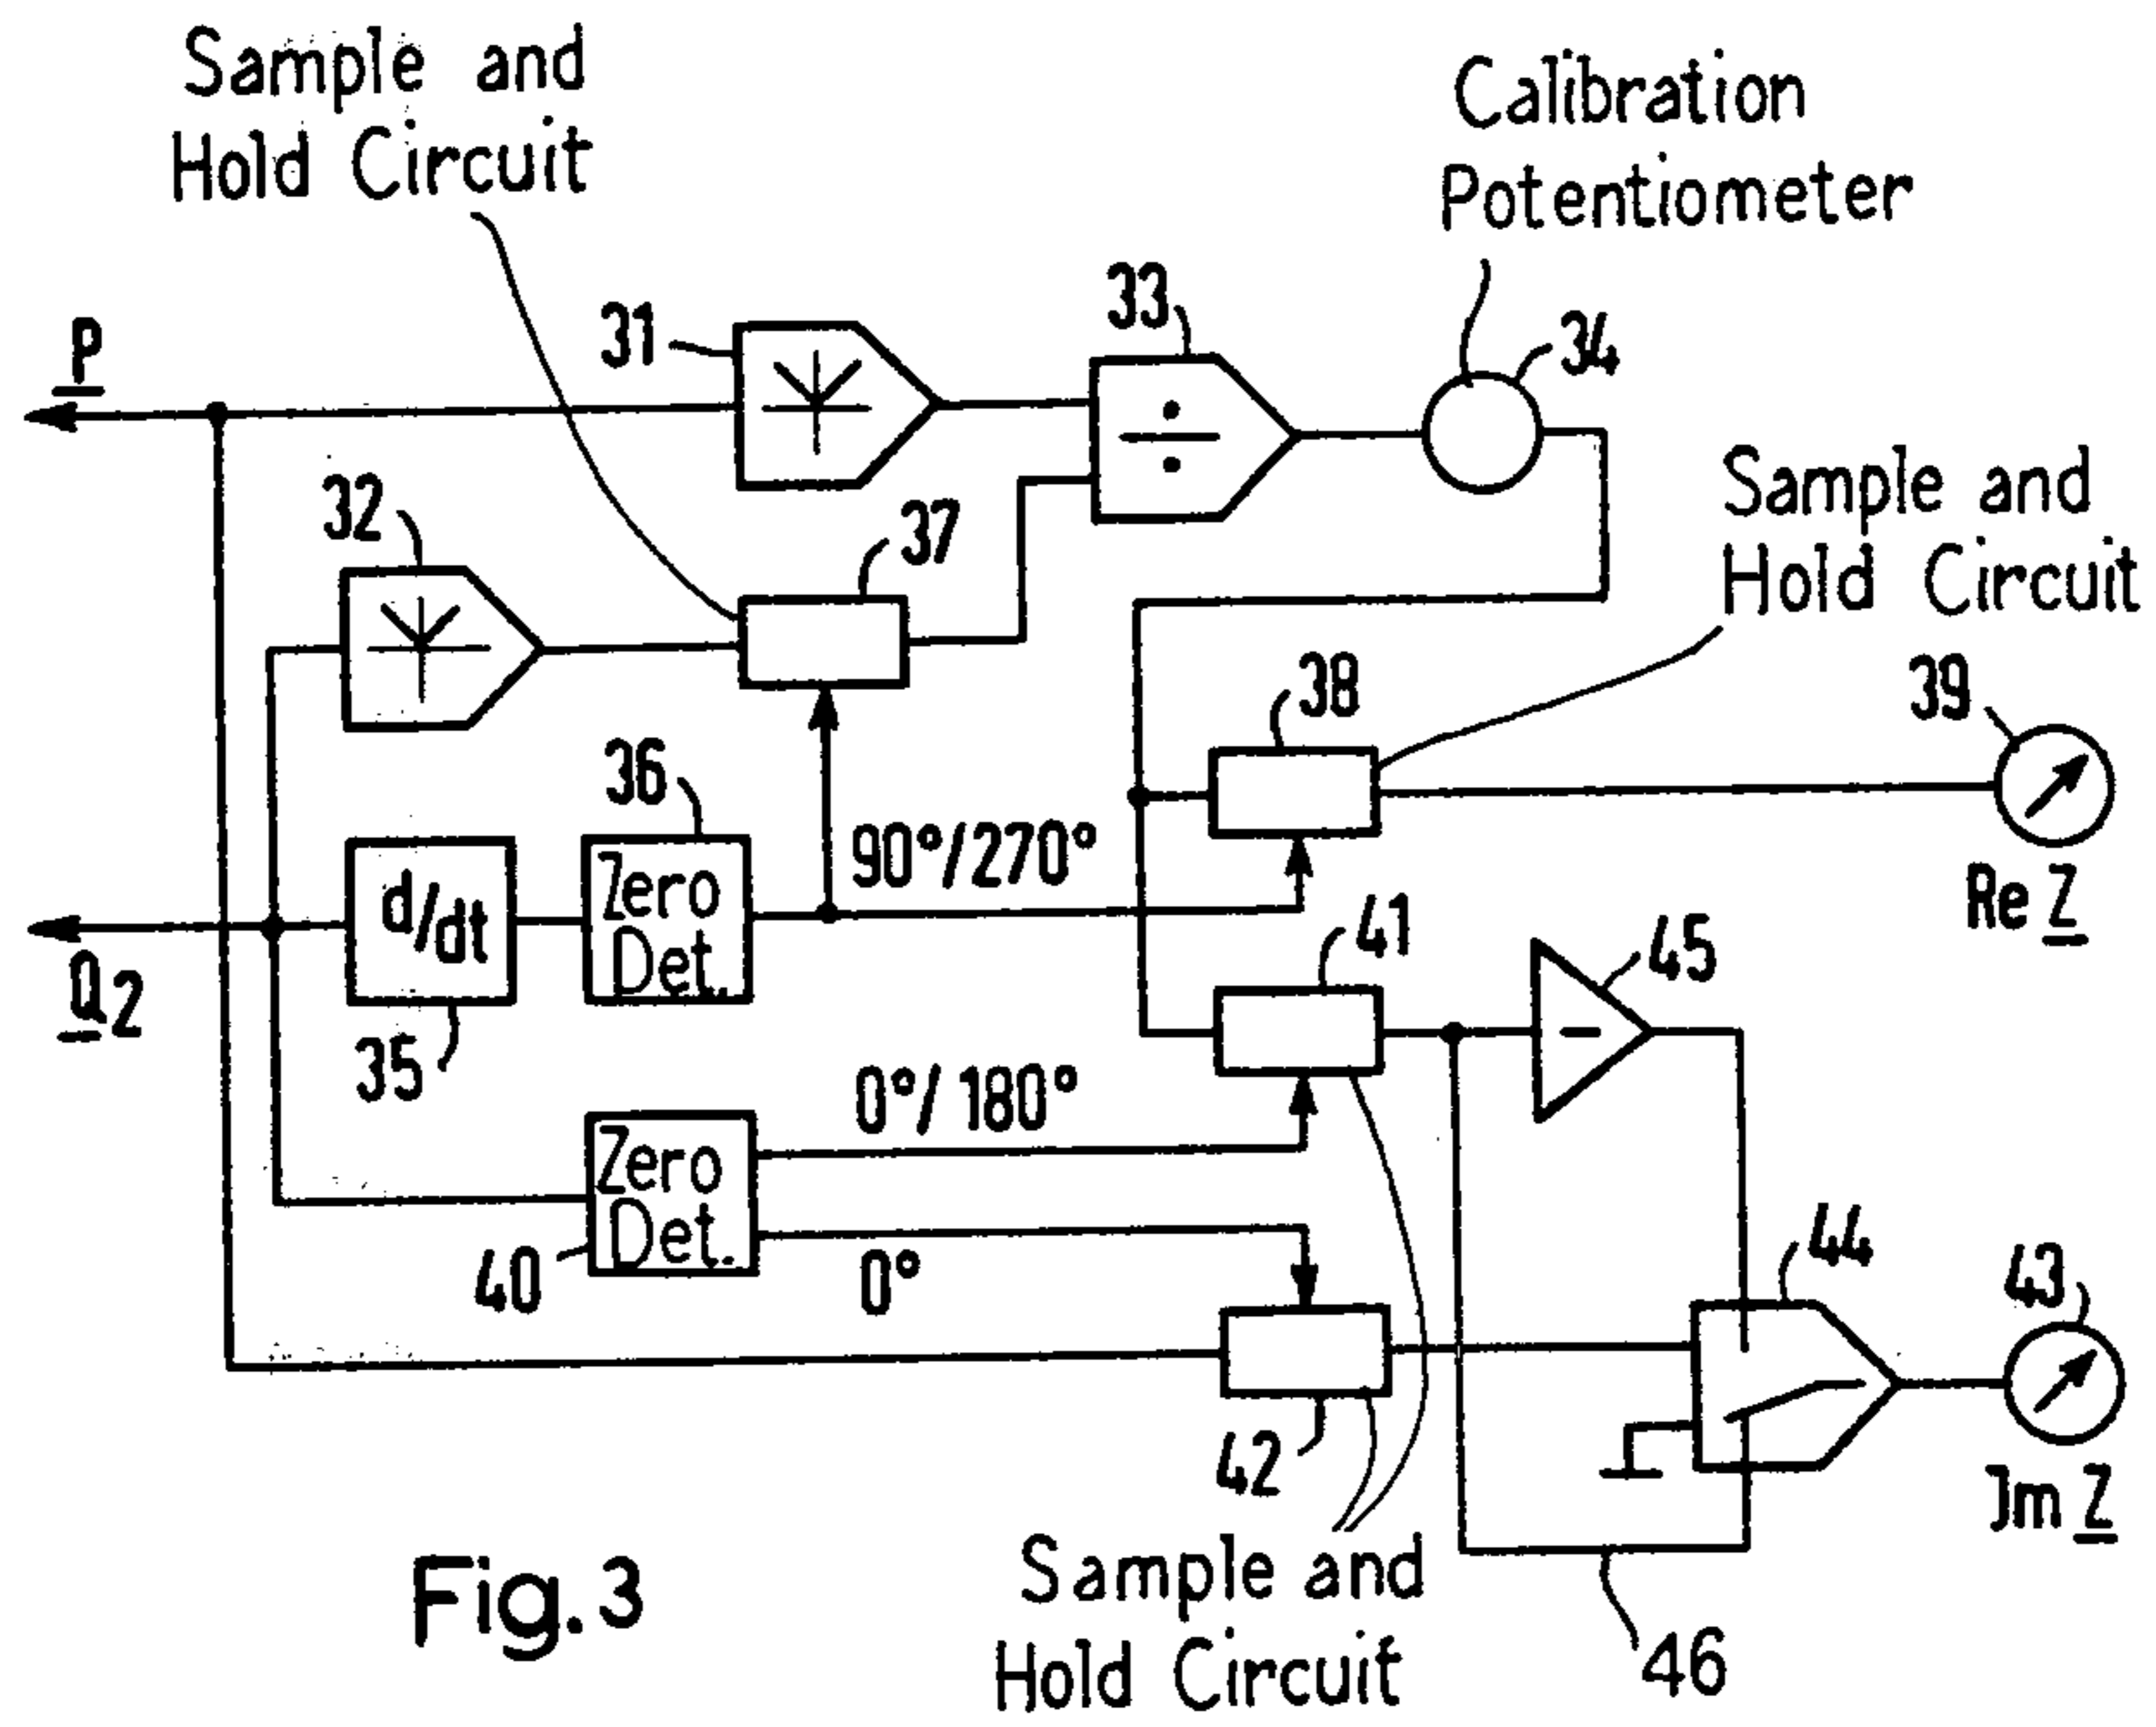 Sample and
Hold Circuit
Calibration
Potentiometer
P
31
33
34
32
37
Sample and
Hold Circuit
38
39
36
90°/270°
Zero
Det.
d/dt
Re Z
41
45
Q2
35
0°/180°
Zero
Det.
40
0°
44
43
42
Jm Z
Sample and
Hold Circuit
46
Fig. 3